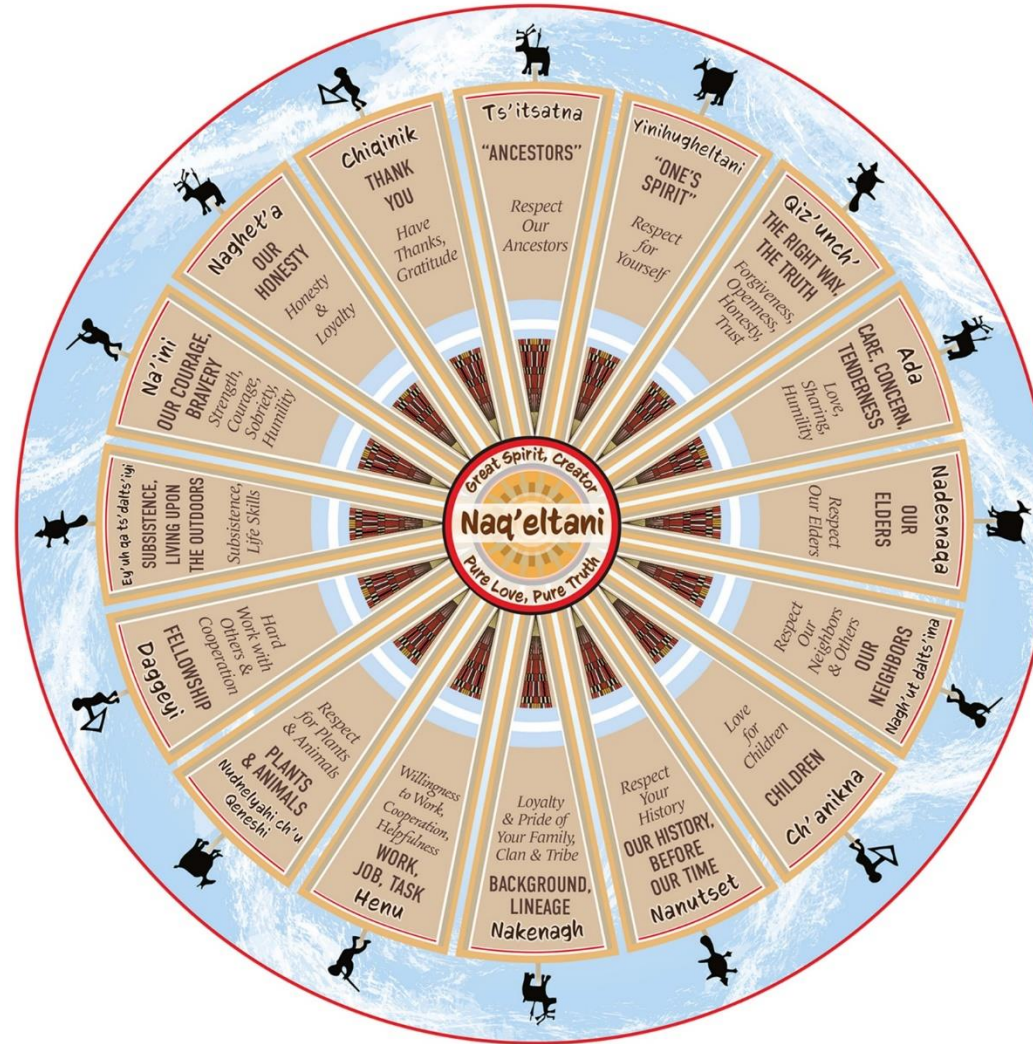 Ts'itsatna
"ANCESTORS"
Respect
Our
Ancestors
Yinihugheltani
"ONE'S
SPIRIT"
Respect
for
Yourself
Qiz'unch'
THE RIGHT WAY,
THE TRUTH
Forgiveness,
Openness,
Honesty,
Trust
Ada
CARE, CONCERN,
TENDERNESS
Love,
Sharing,
Humility
Nadesnaqa
OUR
ELDERS
Respect
Our Elders
Nagh'ut dalts'ina
OUR
NEIGHBORS
Respect
Our
Neighbors
& Others
Ch'anikna
CHILDREN
Love
for
Children
Respect
Your
History
OUR HISTORY,
BEFORE
OUR TIME
Nanutset
Loyalty
& Pride of
Your Family,
Clan & Tribe
BACKGROUND,
LINEAGE
Nakenagh
Willingness
to Work,
Cooperation,
Helpfulness
WORK,
JOB, TASK
Henu
Respect
for Plants
& Animals
PLANTS
& ANIMALS
Nudnelyahi ch'u
Qeneshi
Hard
Work with
Others &
Cooperation
FELLOWSHIP
Daggeyi
Ey'uh qa ts'dalts'iyi
SUBSISTENCE,
LIVING UPON
THE OUTDOORS
Subsistence,
Life Skills
Na'ini
OUR COURAGE,
BRAVERY
Strength,
Courage,
Sobriety,
Humility
Naghet'a
OUR
HONESTY
Honesty
&
Loyalty
Chiqinik
THANK
YOU
Have
Thanks,
Gratitude
Great Spirit, Creator
Naq'eltani
Pure Love, Pure Truth